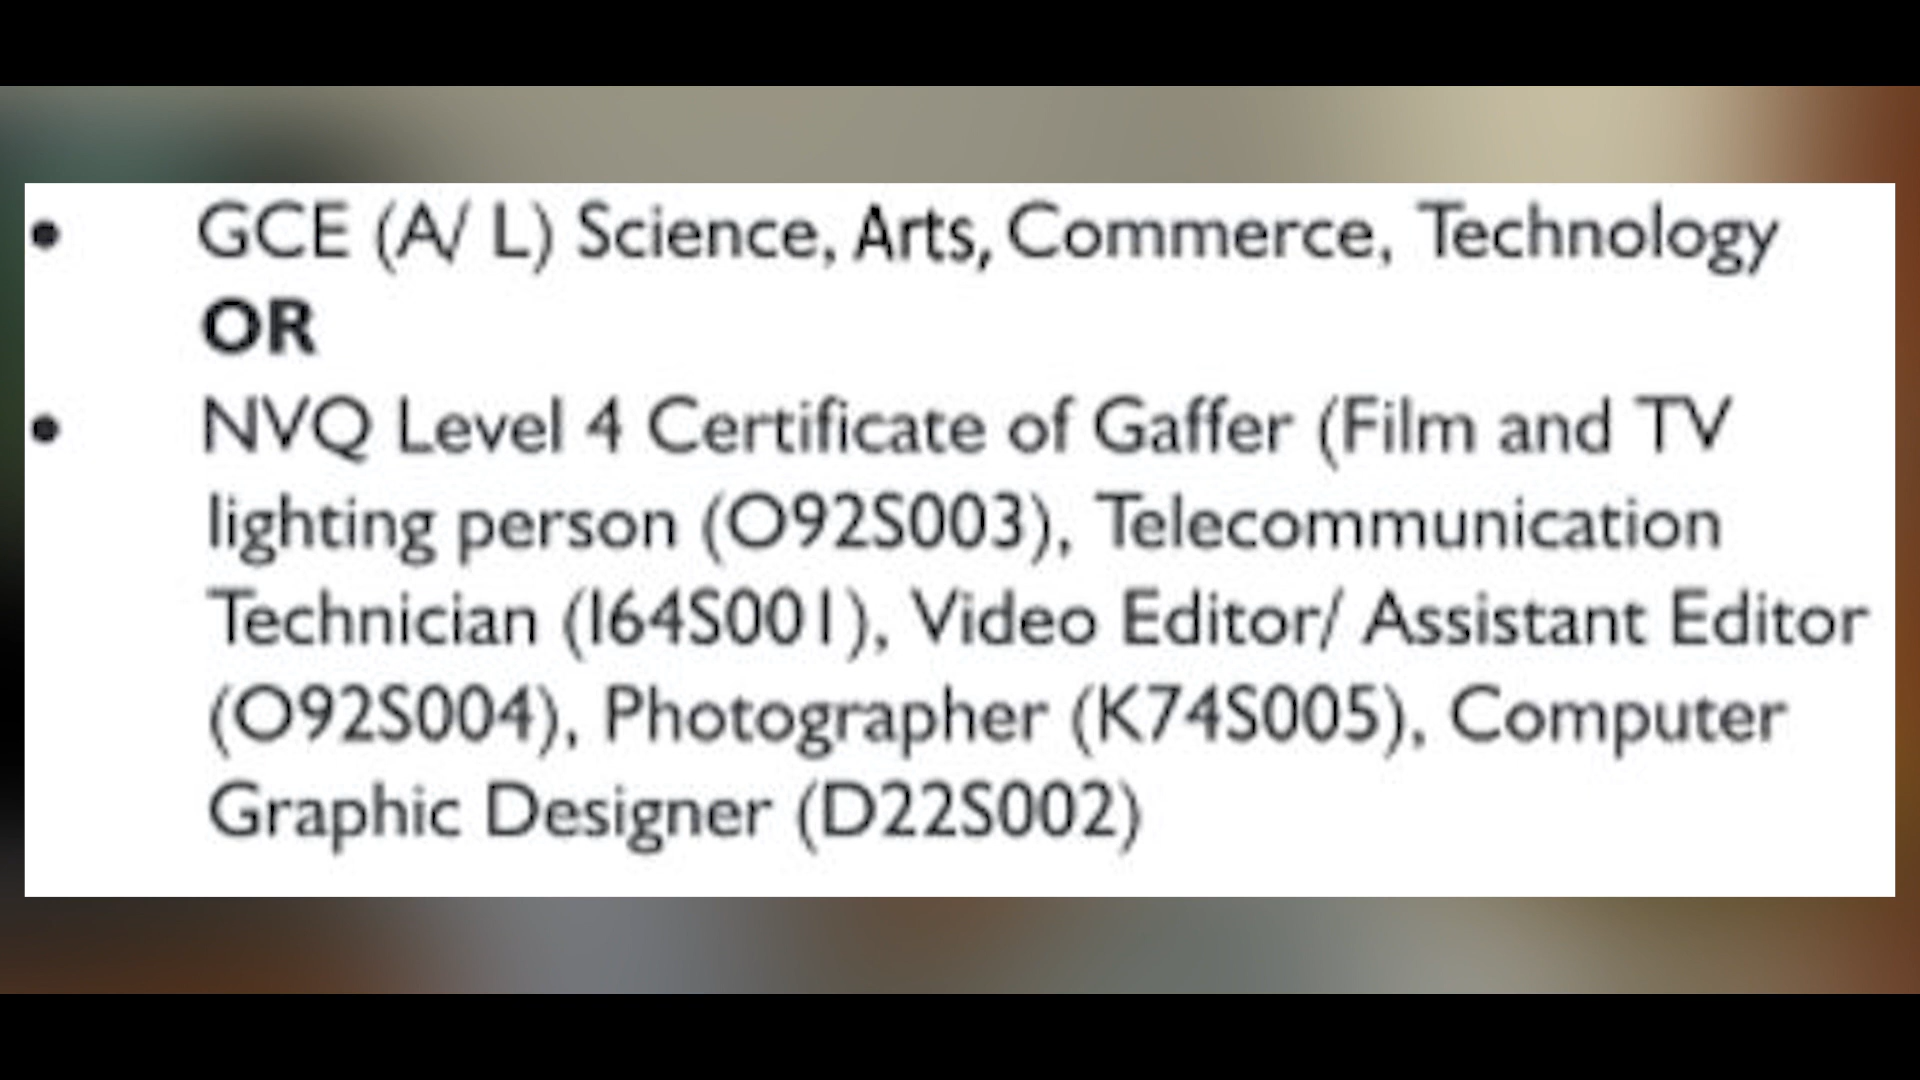 • GCE (A/ L) Science, Arts, Commerce, Technology
OR
• NVQ Level 4 Certificate of Gaffer (Film and TV
lighting person (O92S003), Telecommunication
Technician (I64S001), Video Editor/ Assistant Editor
(O92S004), Photographer (K74S005), Computer
Graphic Designer (D22S002)